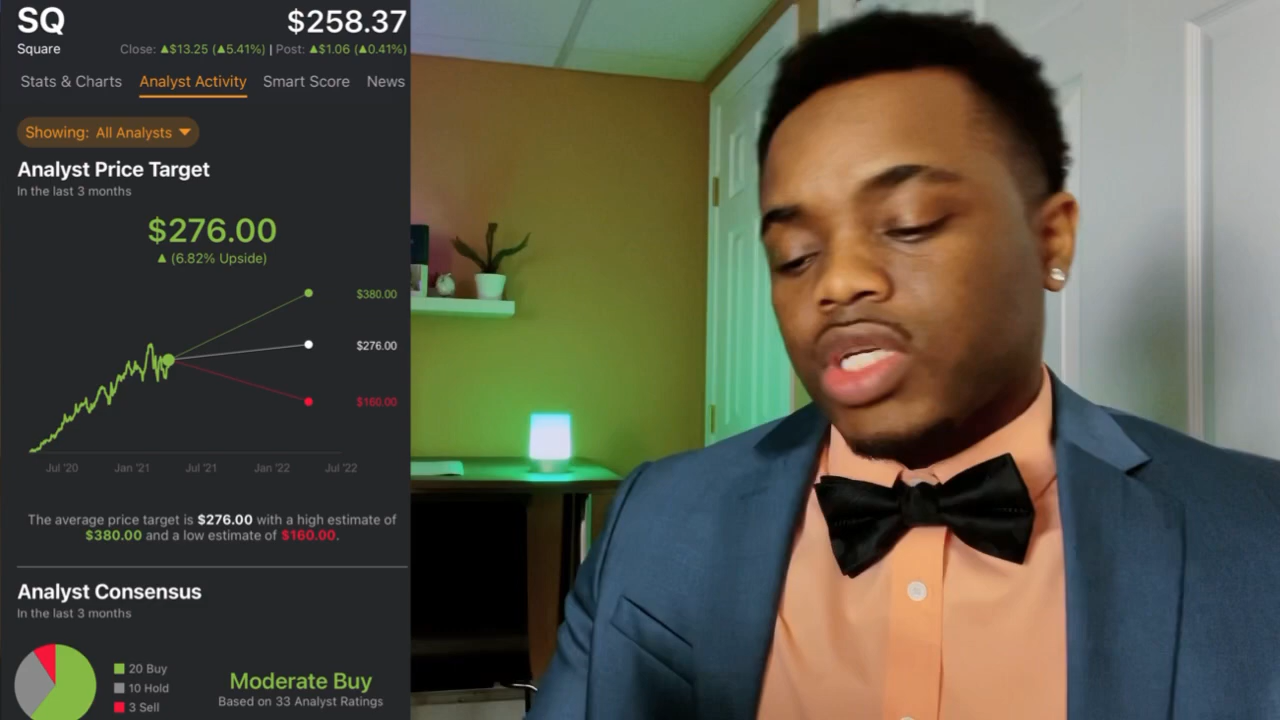 SQ
$258.37
Square
Close: ▲$13.25 (▲5.41%) | Post: ▲$1.06 (▲0.41%)
Stats & Charts Analyst Activity Smart Score News
Showing: All Analysts
Analyst Price Target
In the last 3 months
$276.00
▲ (6.82% Upside)
$380.00
$276.00
$160.00
Jul '20 Jan '21 Jul '21 Jan '22 Jul '22
The average price target is $276.00 with a high estimate of
$380.00 and a low estimate of $160.00.
Analyst Consensus
In the last 3 months
20 Buy
10 Hold
3 Sell
Moderate Buy
Based on 33 Analyst Ratings